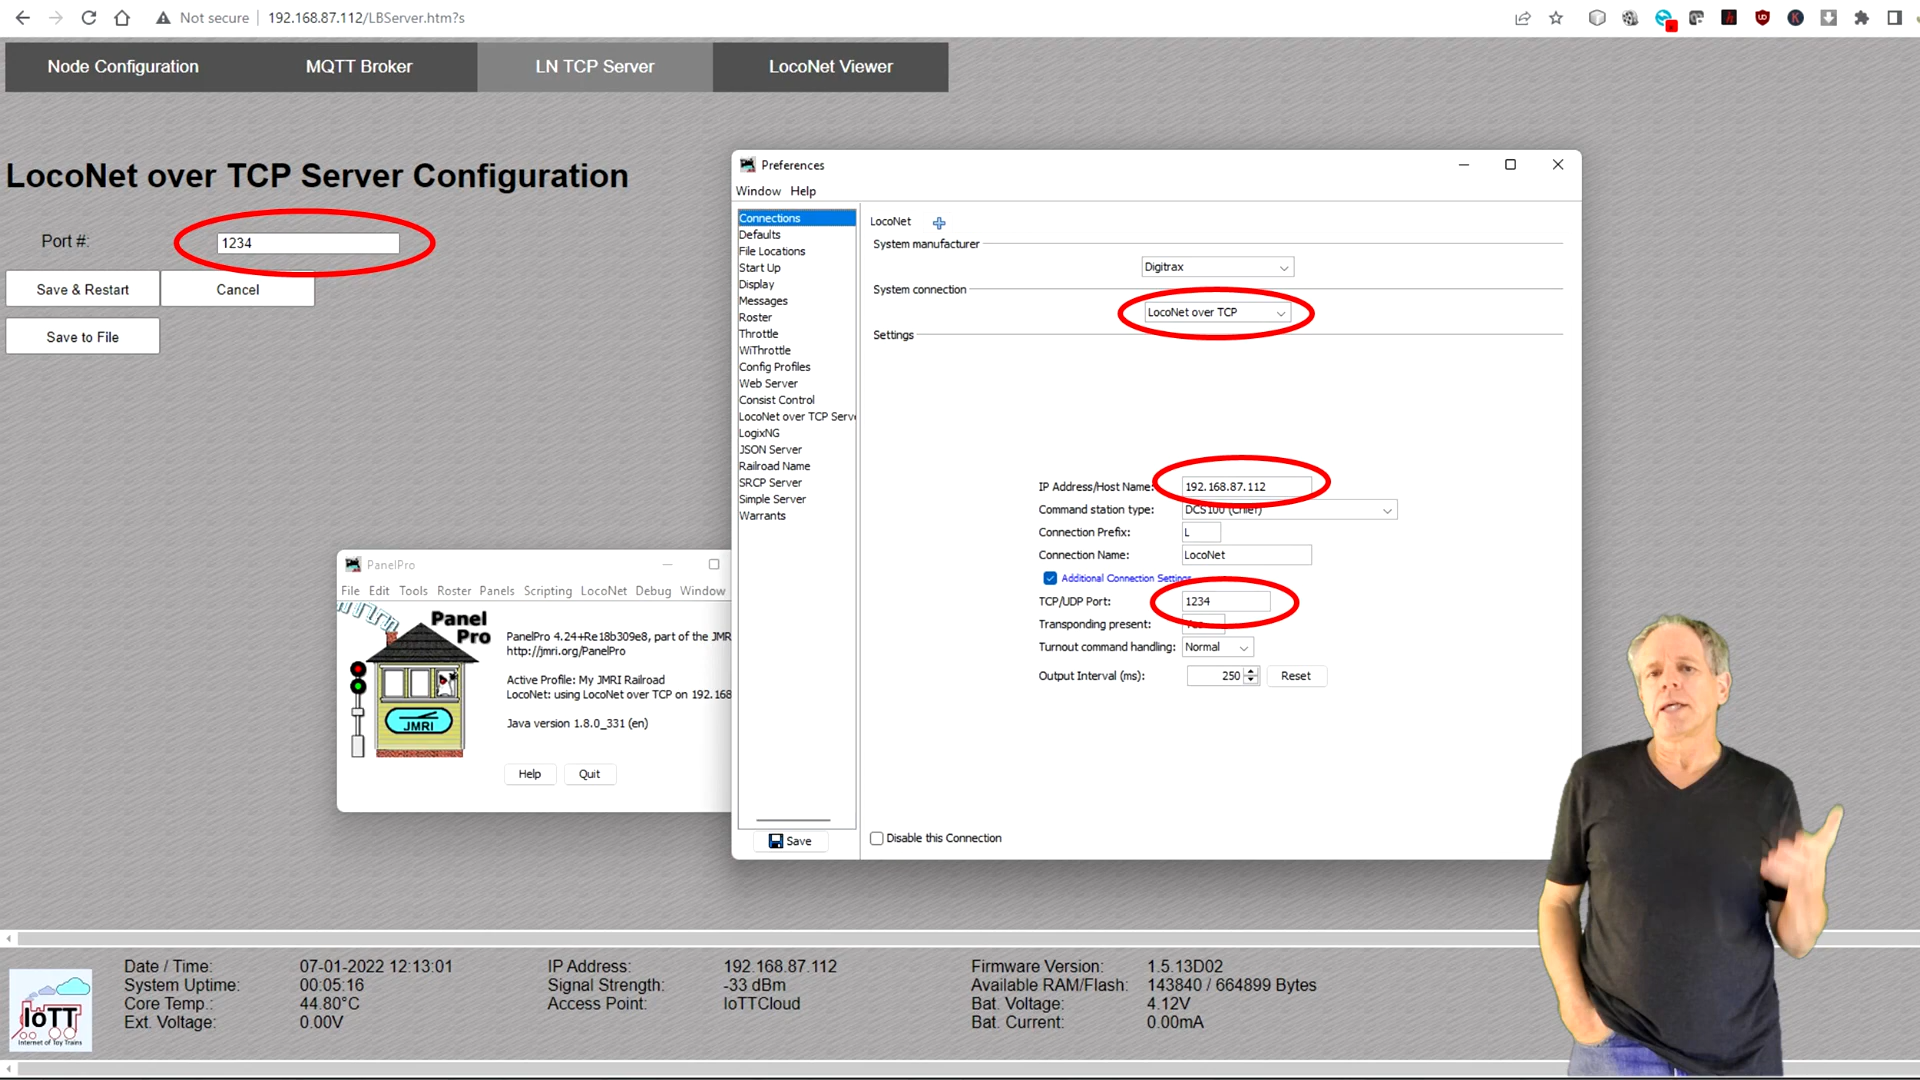 Not secure 192.168.87.112/LBServer.htm?s
Node Configuration
MQTT Broker
LN TCP Server
LocoNet Viewer
LocoNet over TCP Server Configuration
Port #:
1234
Save & Restart
Cancel
Save to File
PanelPro
File Edit Tools Roster Panels Scripting LocoNet Debug Window
Panel
Pro
JMRI
PanelPro 4.24+Re18b309e8, part of the JMR
http://jmri.org/PanelPro
Active Profile: My JMRI Railroad
LocoNet: using LocoNet over TCP on 192.168
Java version 1.8.0_331 (en)
Help
Quit
Preferences
Window Help
Connections
Defaults
File Locations
Start Up
Display
Messages
Roster
Throttle
WiThrottle
Config Profiles
Web Server
Consist Control
LocoNet over TCP Serve
LogixNG
JSON Server
Railroad Name
SRCP Server
Simple Server
Warrants
Save
LocoNet
System manufacturer
Digitrax
System connection
LocoNet over TCP
Settings
IP Address/Host Name: 192.168.87.112
Command station type: DCS100 (Chief)
Connection Prefix: L
Connection Name: LocoNet
Additional Connection Settings
TCP/UDP Port: 1234
Transponding present:
Turnout command handling: Normal
Output Interval (ms): 250 Reset
Disable this Connection
IoTT
Internet of Toy Trains
Date / Time: 07-01-2022 12:13:01
System Uptime: 00:05:16
Core Temp.: 44.80°C
Ext. Voltage: 0.00V
IP Address: 192.168.87.112
Signal Strength: -33 dBm
Access Point: IoTTCloud
Firmware Version: 1.5.13D02
Available RAM/Flash: 143840 / 664899 Bytes
Bat. Voltage: 4.12V
Bat. Current: 0.00mA